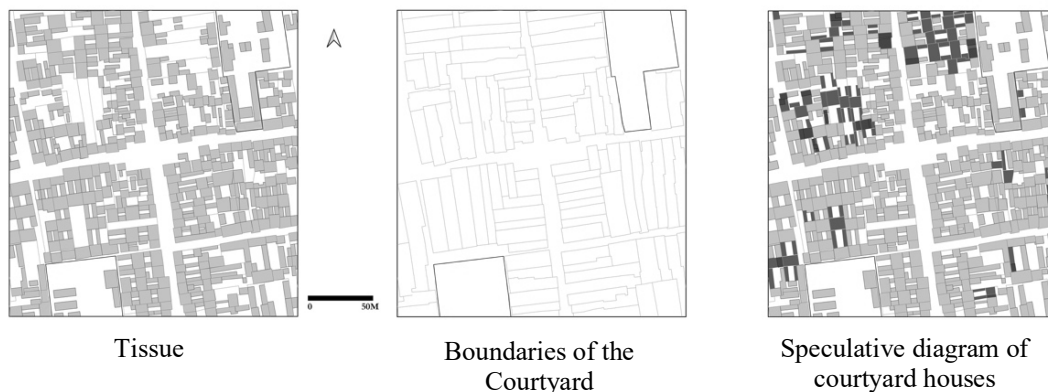 0 50M
Tissue
Boundaries of the
Courtyard
Speculative diagram of
courtyard houses